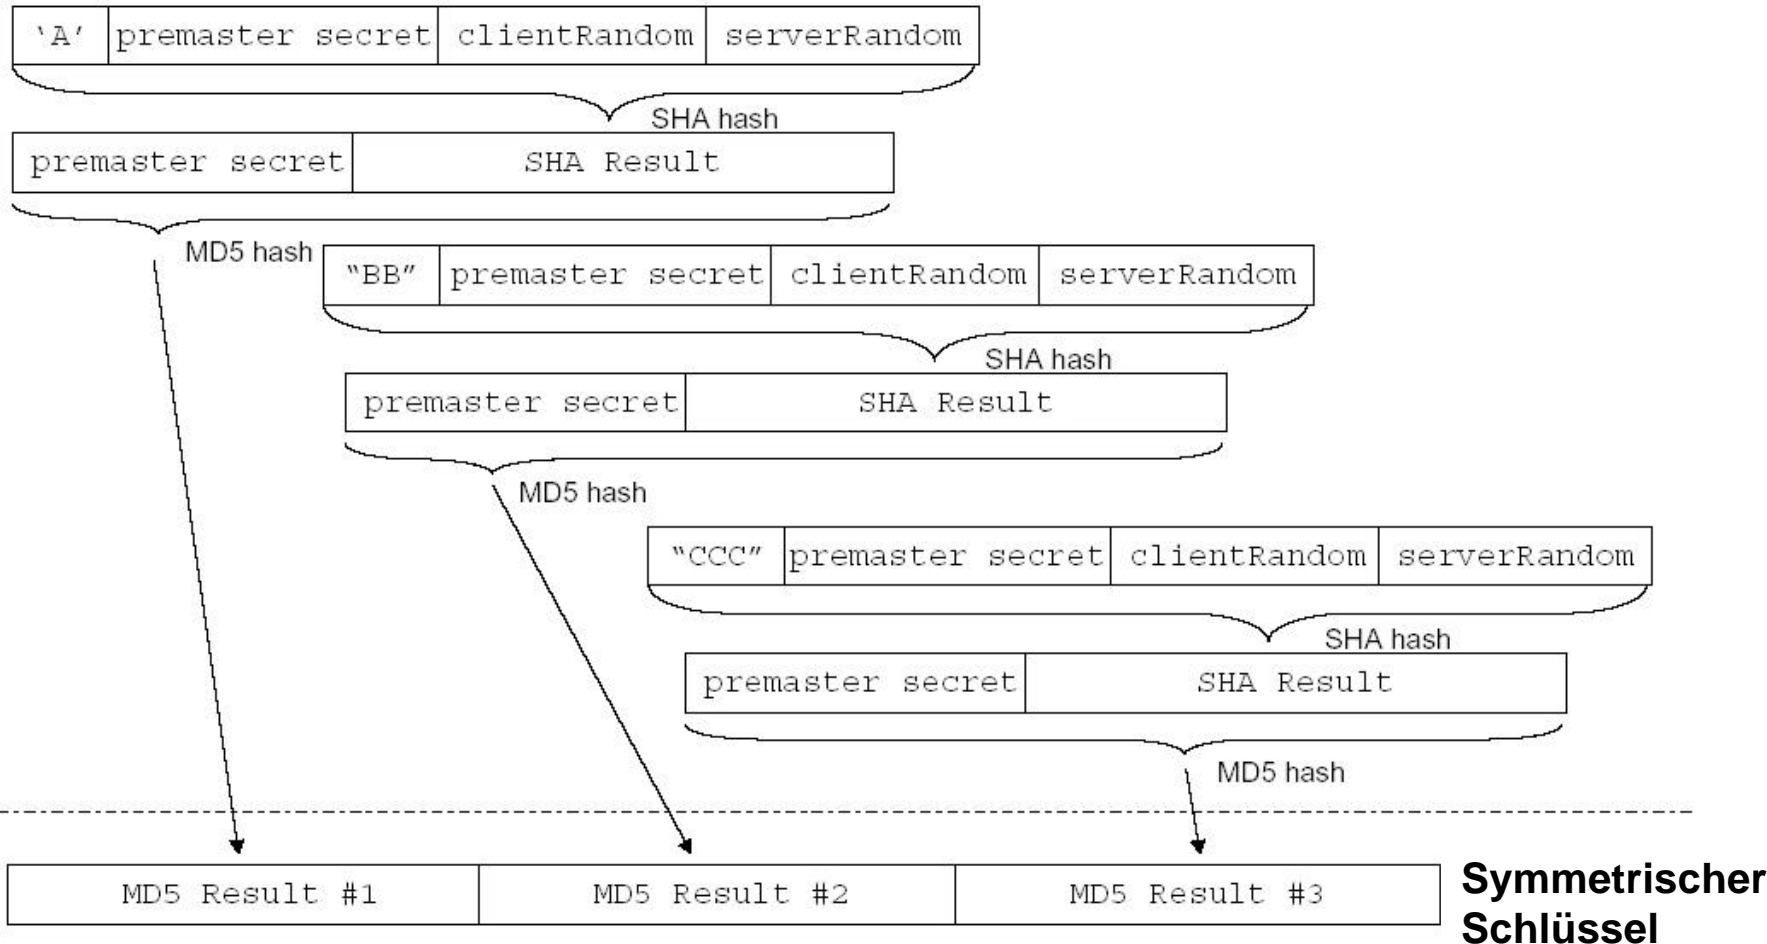 ‘A’ premaster secret clientRandom serverRandom
SHA hash
premaster secret SHA Result
MD5 hash
“BB” premaster secret clientRandom serverRandom
SHA hash
premaster secret SHA Result
MD5 hash
“CCC” premaster secret clientRandom serverRandom
SHA hash
premaster secret SHA Result
MD5 hash
MD5 Result #1 MD5 Result #2 MD5 Result #3
Symmetrischer
Schlüssel